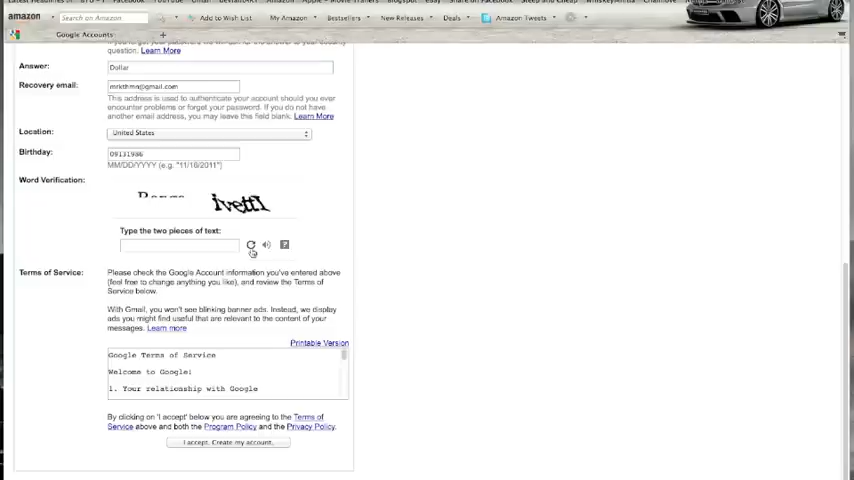 amazon
Search on Amazon
Add to Wish List
My Amazon
Bestsellers
New Releases
Deals
Amazon Tweets
Google Accounts
question. Learn More
Answer:
Dollar
Recovery email:
mrkthmn@gmail.com
This address is used to authenticate your account should you ever
encounter problems or forget your password. If you do not have
another email address, you may leave this field blank. Learn More
Location:
United States
Birthday:
09131986
MM/DD/YYYY (e.g. "11/18/2011")
Word Verification:
Type the two pieces of text:
Terms of Service:
Please check the Google Account information you've entered above
(feel free to change anything you like), and review the Terms of
Service below.
With Gmail, you won't see blinking banner ads. Instead, we display
ads you might find useful that are relevant to the content of your
messages. Learn more
Printable Version
Google Terms of Service
Welcome to Google!
1. Your relationship with Google
By clicking on 'I accept' below you are agreeing to the Terms of
Service above and both the Program Policy and the Privacy Policy.
I accept. Create my account.